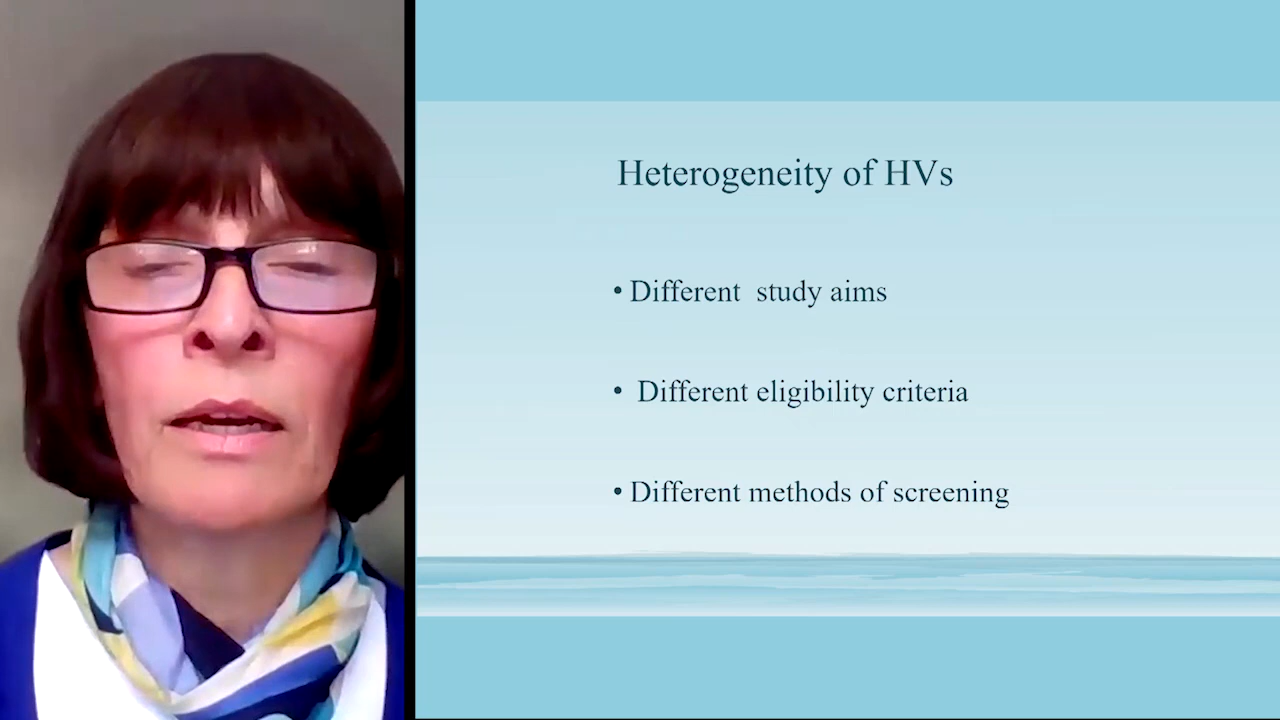 Heterogeneity of HVs
• Different  study aims
•  Different eligibility criteria
• Different methods of screening